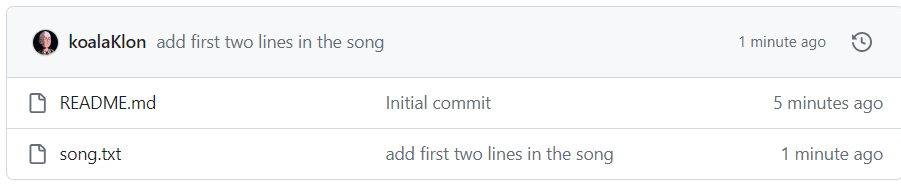 koalaKlon add first two lines in the song 1 minute ago
README.md Initial commit 5 minutes ago
song.txt add first two lines in the song 1 minute ago